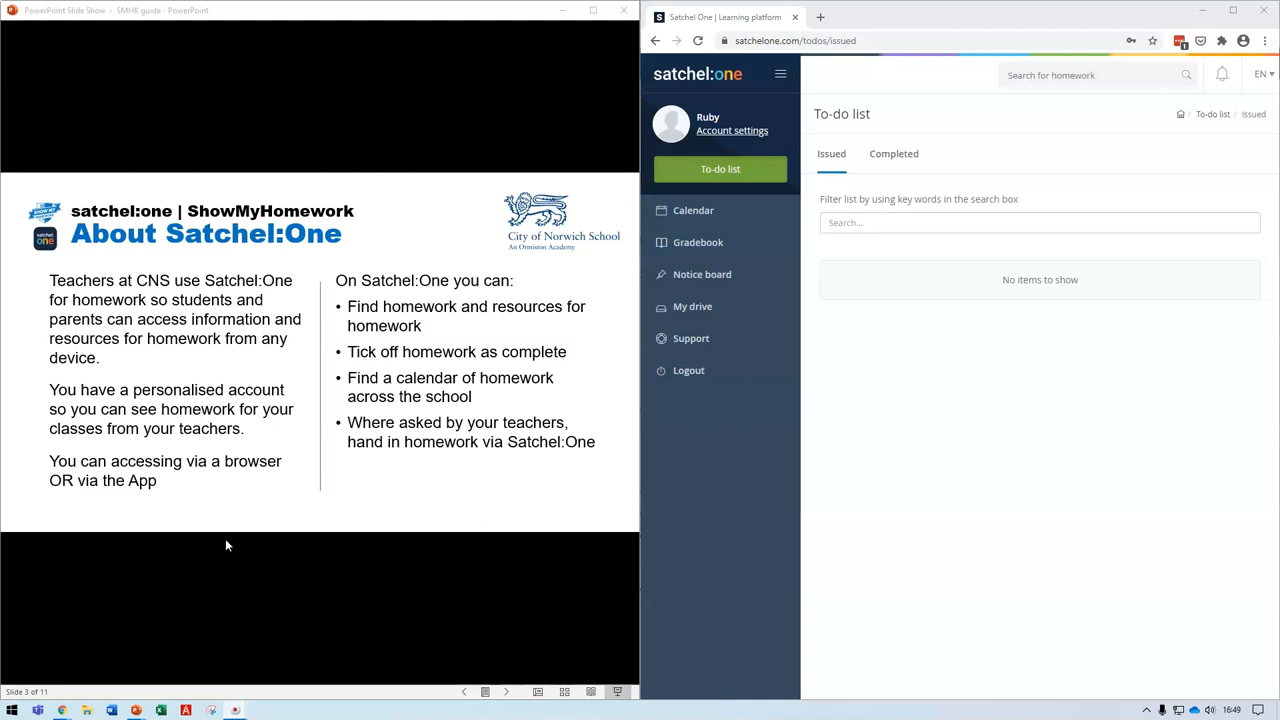 PowerPoint Slide Show - SMHK guide - PowerPoint
satchel:one | ShowMyHomework
About Satchel:One
satchel
one
City of Norwich School
An Ormiston Academy
Teachers at CNS use Satchel:One
for homework so students and
parents can access information and
resources for homework from any
device.
You have a personalised account
so you can see homework for your
classes from your teachers.
You can accessing via a browser
OR via the App
On Satchel:One you can:
• Find homework and resources for
homework
• Tick off homework as complete
• Find a calendar of homework
across the school
• Where asked by your teachers,
hand in homework via Satchel:One
Slide 3 of 11
Satchel One | Learning platform
satchelone.com/todos/issued
satchel:one
Ruby
Account settings
To-do list
Calendar
Gradebook
Notice board
My drive
Support
Logout
Search for homework
EN
To-do list
To-do list / Issued
Issued
Completed
Filter list by using key words in the search box
Search...
No items to show
16:49